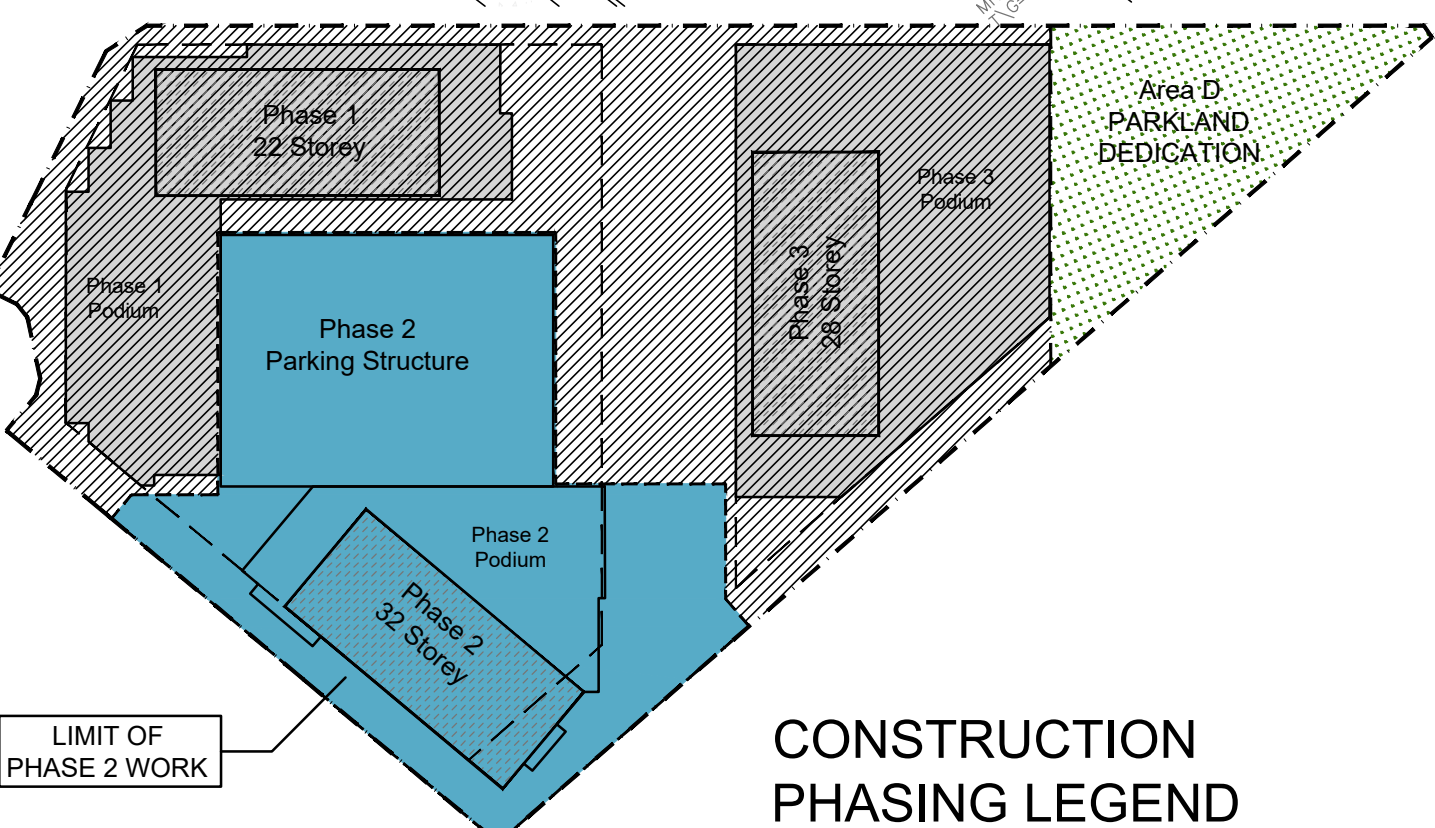 Phase 1
22 Storey
Area D
PARKLAND
DEDICATION
Phase 3
Podium
Phase 3
28 Storey
Phase 1
Podium
Phase 2
Parking Structure
Phase 2
Podium
Phase 2
32 Storey
LIMIT OF
PHASE 2 WORK
CONSTRUCTION
PHASING LEGEND